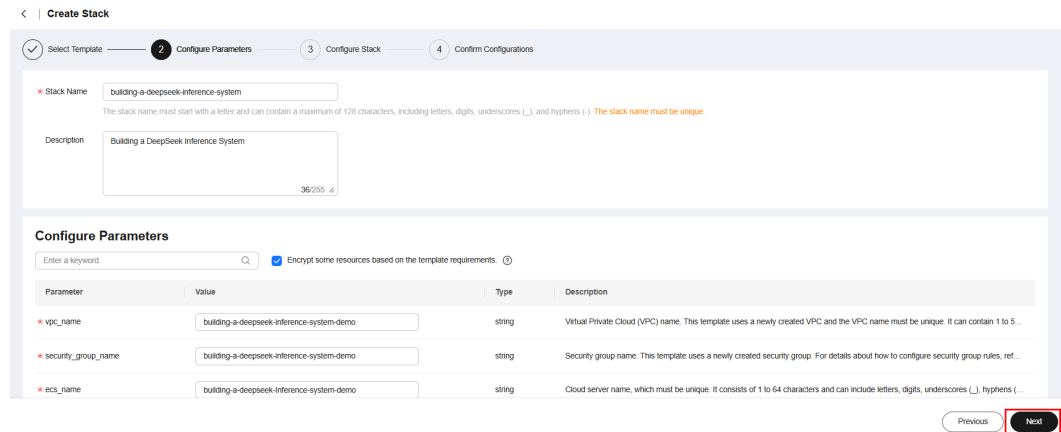 Create Stack
Select Template 2 Configure Parameters 3 Configure Stack 4 Confirm Configurations
* Stack Name building-a-deepseek-inference-system
The stack name must start with a letter and can contain a maximum of 128 characters, including letters, digits, underscores (_), and hyphens (-). The stack name must be unique.
Description Building a DeepSeek Inference System
36/255
Configure Parameters
Enter a keyword. Encrypt some resources based on the template requirements.
Parameter Value Type Description
* vpc_name building-a-deepseek-inference-system-demo string Virtual Private Cloud (VPC) name. This template uses a newly created VPC and the VPC name must be unique. It can contain 1 to 5...
* security_group_name building-a-deepseek-inference-system-demo string Security group name. This template uses a newly created security group. For details about how to configure security group rules, ref...
* ecs_name building-a-deepseek-Inference-system-demo string Cloud server name, which must be unique. It consists of 1 to 64 characters and can include letters, digits, underscores (_), hyphens (...
Previous Next